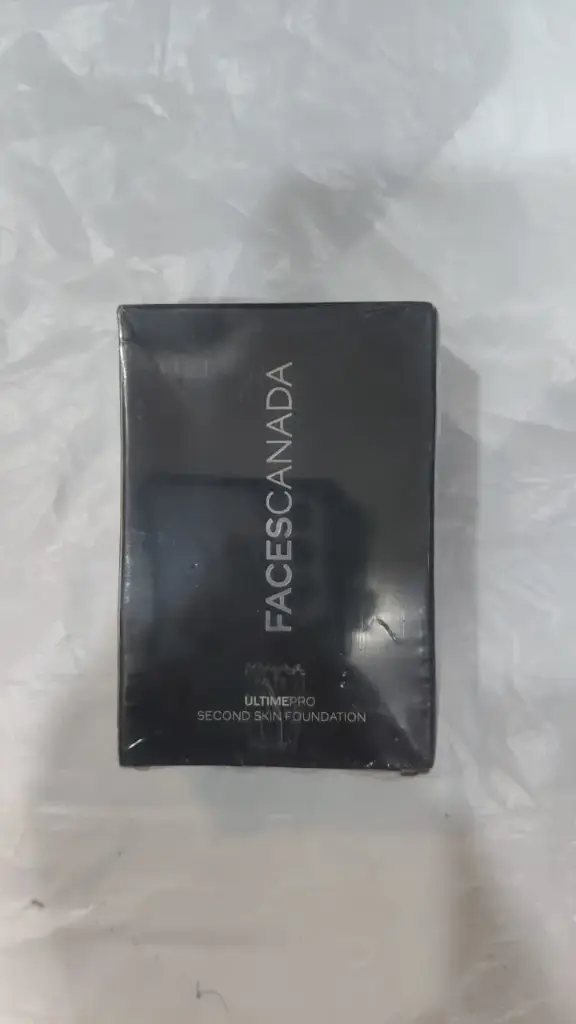 FACESCANADA
ULTIMEPRO
SECOND SKIN FOUNDATION